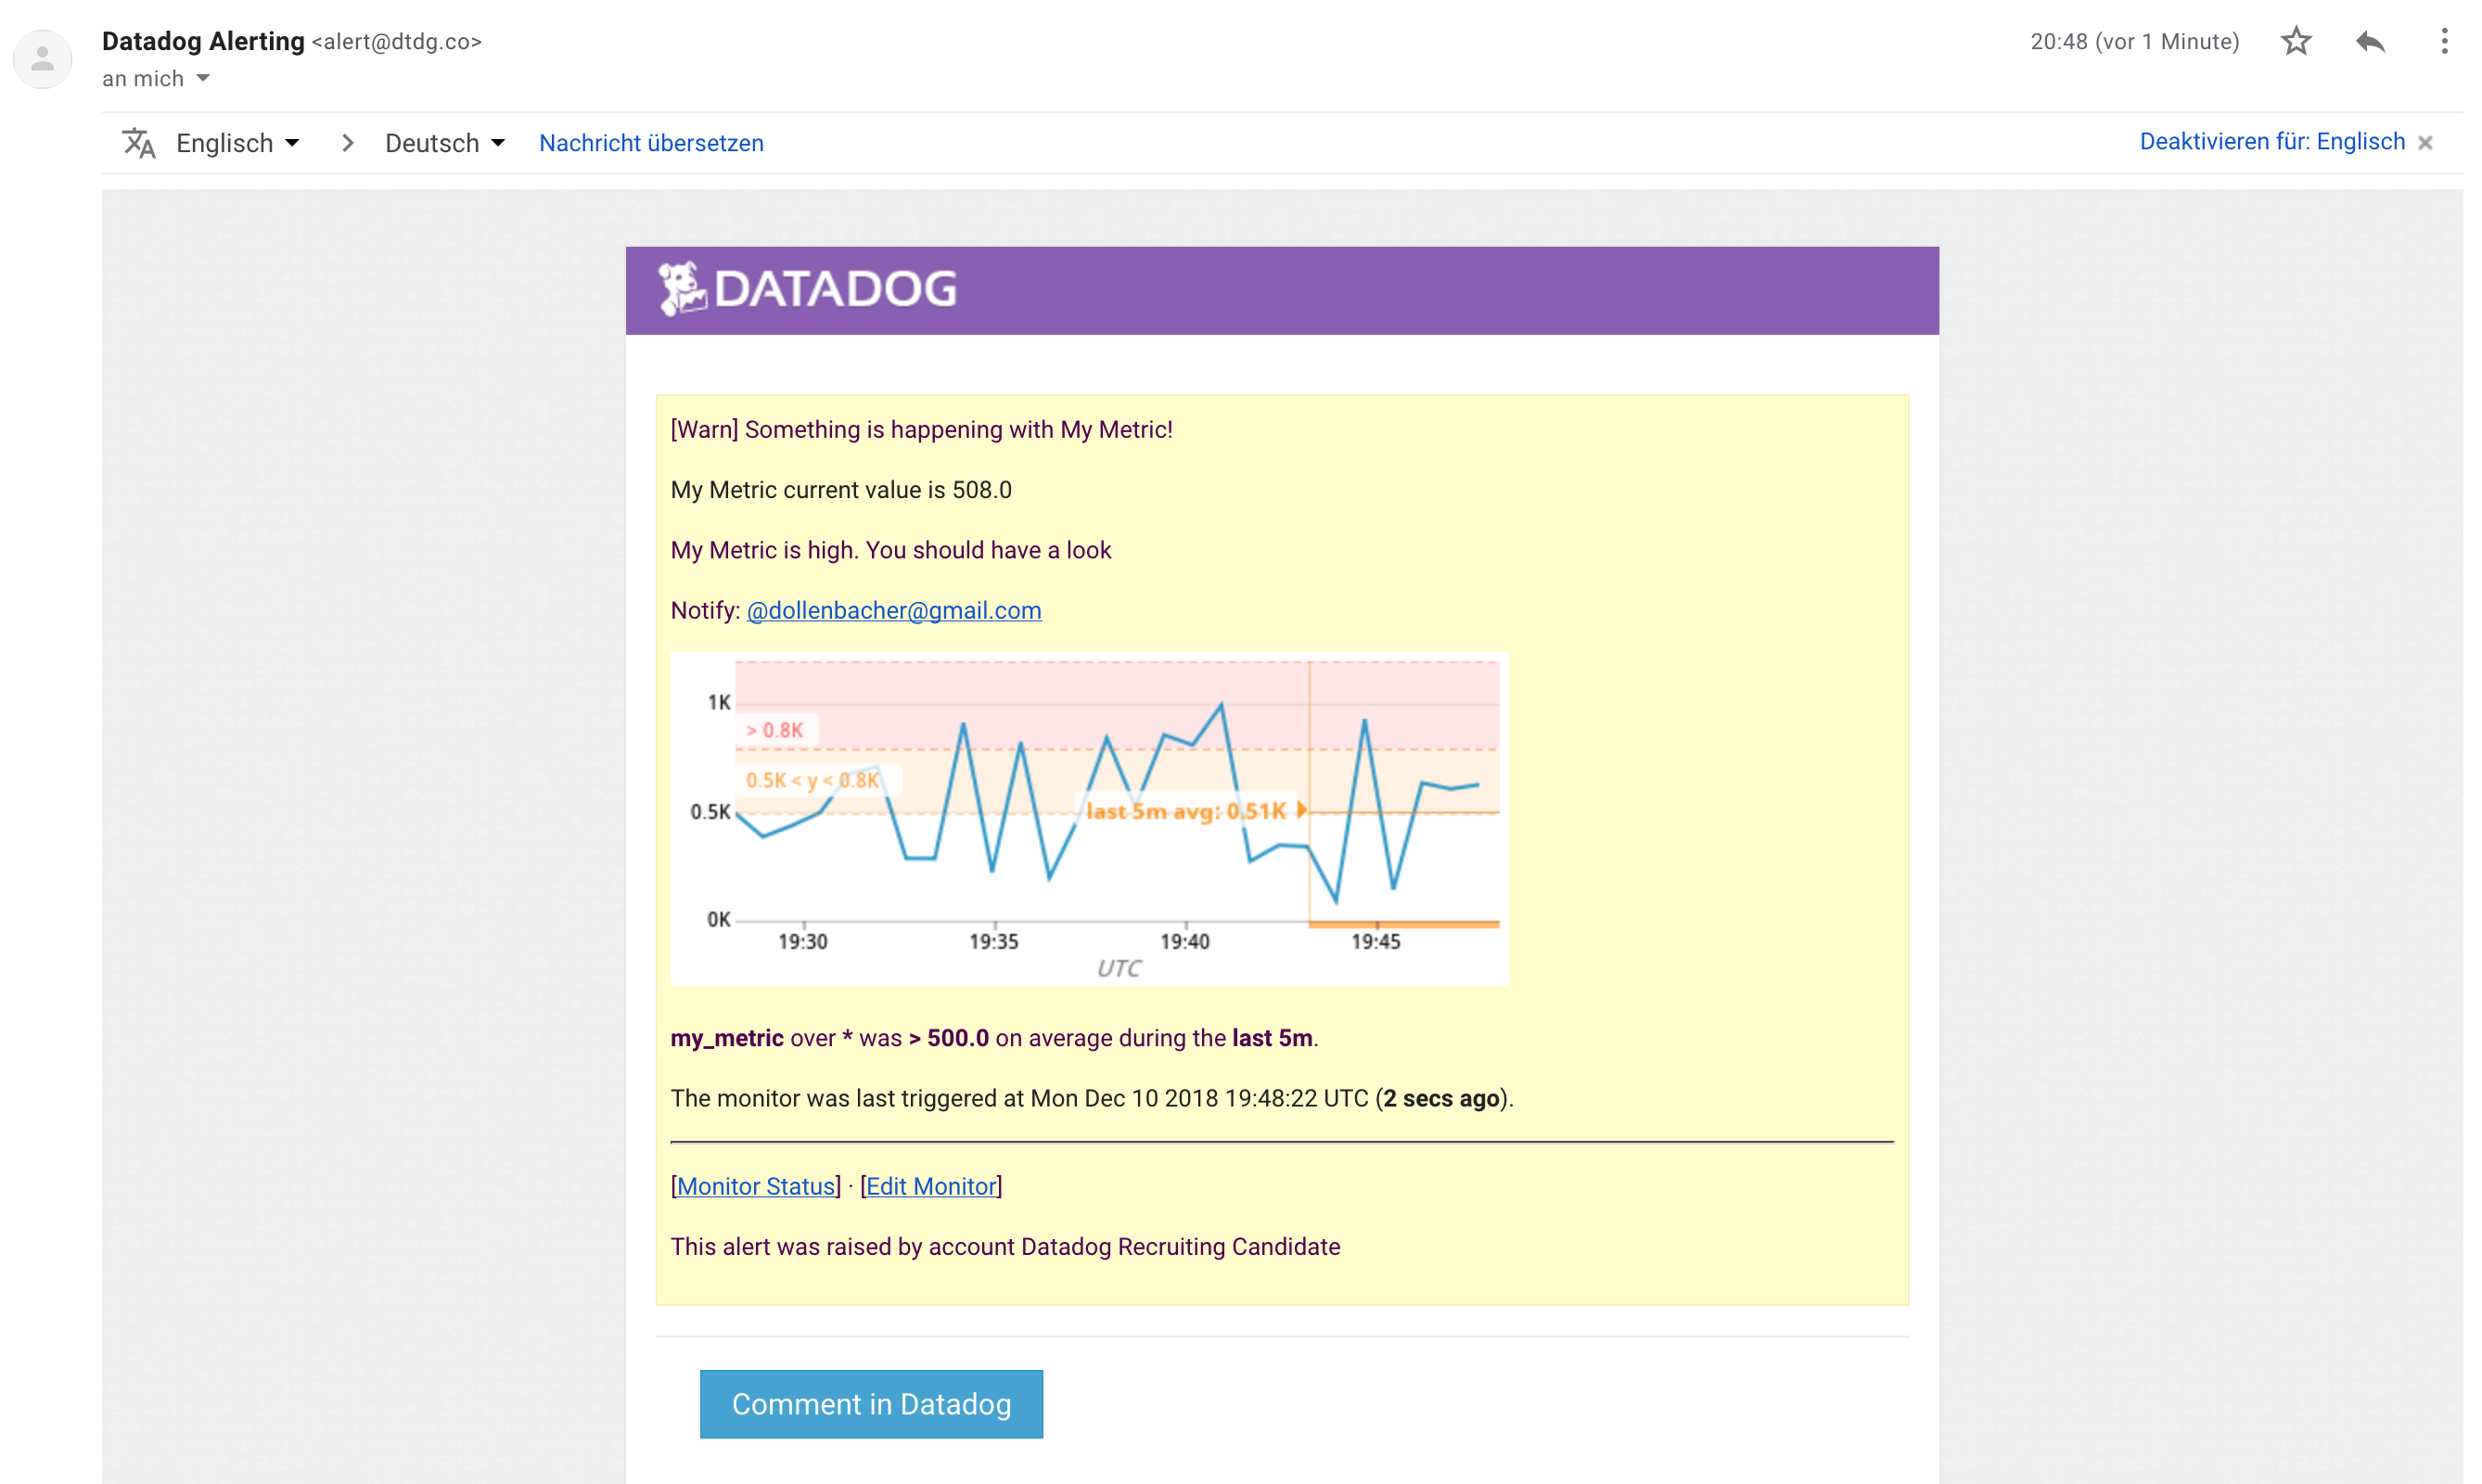 Datadog Alerting <alert@dtdg.co>
20:48 (vor 1 Minute)
an mich
Englisch > Deutsch Nachricht übersetzen
Deaktivieren für: Englisch ×
DATADOG
[Warn] Something is happening with My Metric!
My Metric current value is 508.0
My Metric is high. You should have a look
Notify: @dollenbacher@gmail.com
1K
> 0.8K
0.5K < y < 0.8K
0.5K
last 5m avg: 0.51K
0K
19:30 19:35 19:40 19:45
UTC
my_metric over * was > 500.0 on average during the last 5m.
The monitor was last triggered at Mon Dec 10 2018 19:48:22 UTC (2 secs ago).
[Monitor Status] · [Edit Monitor]
This alert was raised by account Datadog Recruiting Candidate
Comment in Datadog